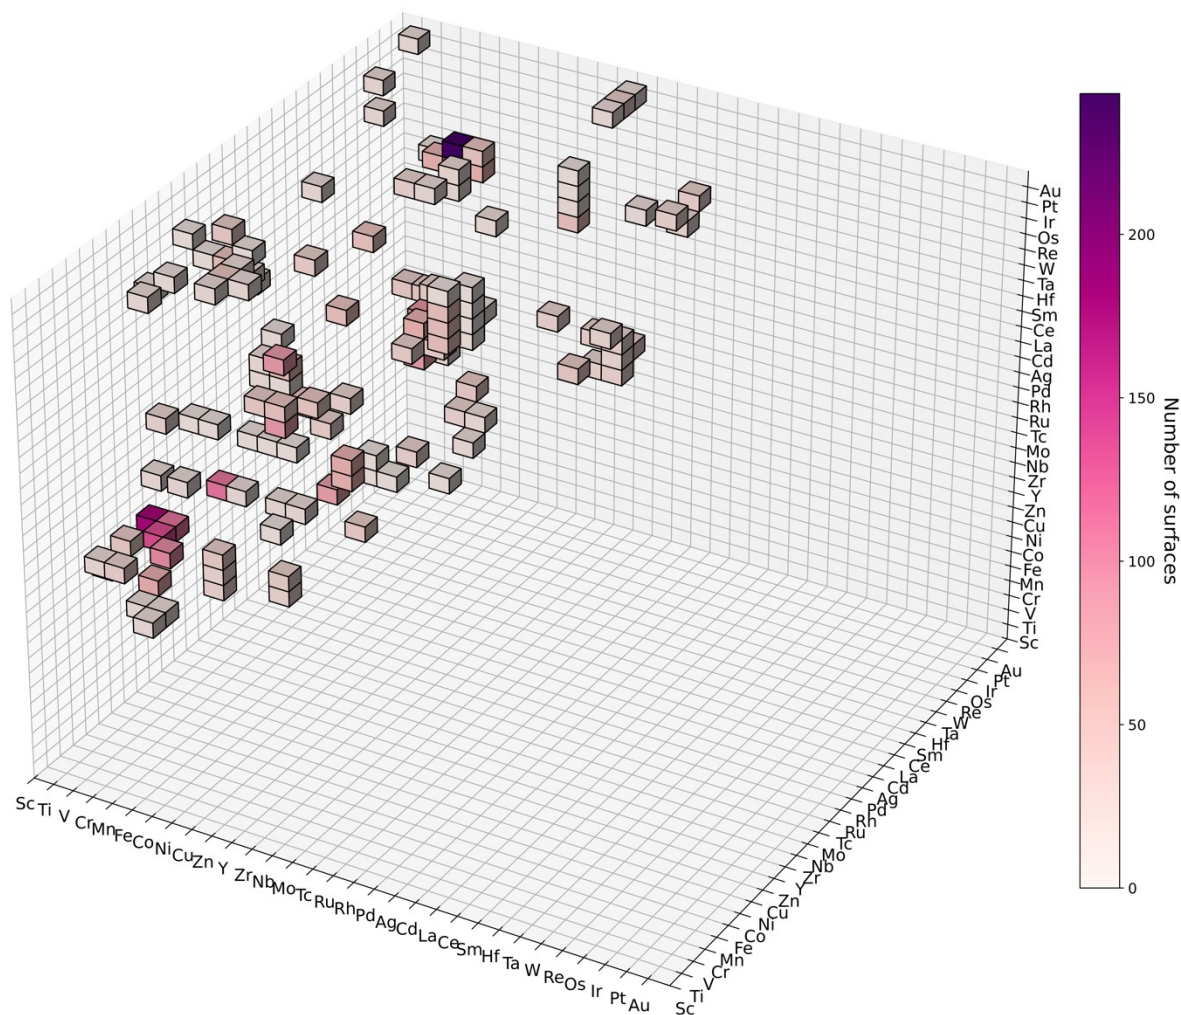 Au
Pt
Ir
Os
Re
W
Ta
Hf
Sm
Ce
La
Cd
Ag
Pd
Rh
Ru
Tc
Mo
Nb
Zr
Y
Zn
Cu
Ni
Co
Fe
Mn
Cr
V
Ti
Sc
Sc Ti V Cr Mn Fe Co Ni Cu Zn Y Zr Nb Mo Tc Ru Rh Pd Ag Cd La Ce Sm Hf Ta W Re Os Ir Pt Au
Au
Pt
Ir
Os
Re
W
Ta
Hf
Sm
Ce
La
Cd
Ag
Pd
Rh
Ru
Tc
Mo
Nb
Zr
Y
Zn
Cu
Ni
Co
Fe
Mn
Cr
V
Ti
Sc
200
150
100
50
0
Number of surfaces